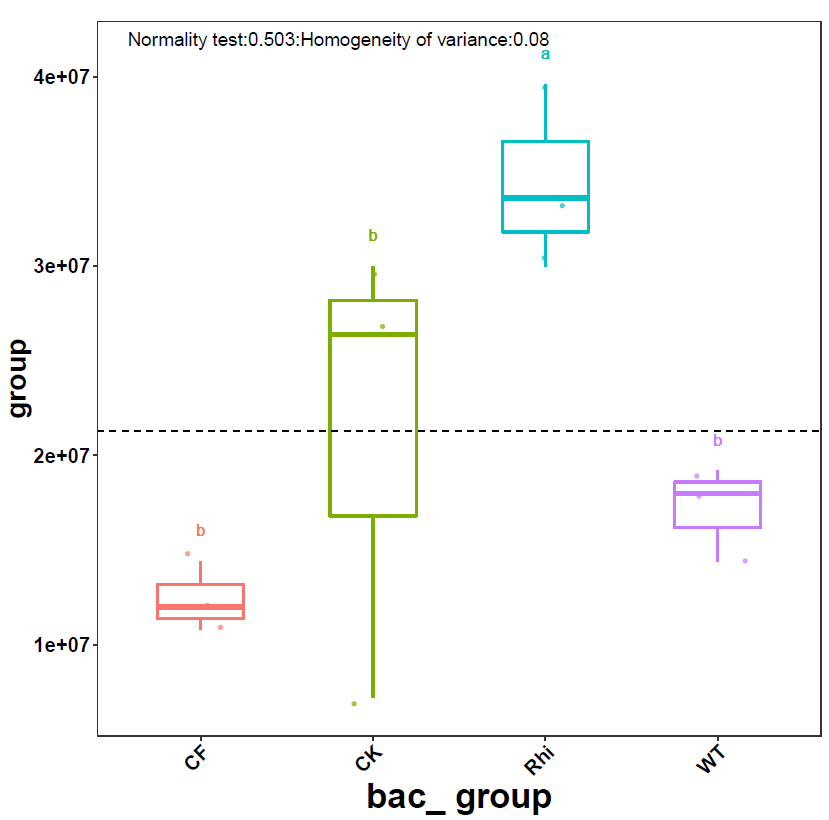 Normality test:0.503:Homogeneity of variance:0.08
a
4e+07
b
3e+07
group
2e+07
b
b
1e+07
CF
CK
Rhi
WT
bac_ group